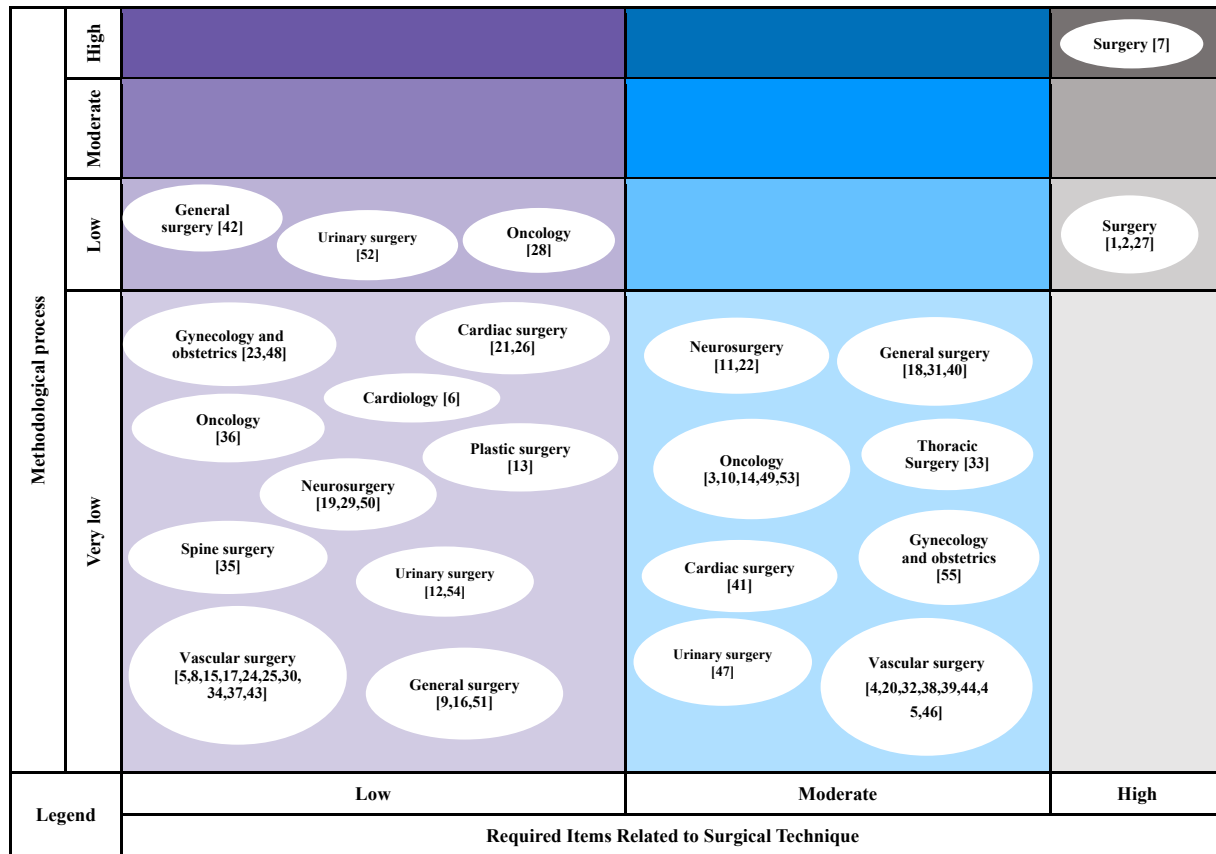 Methodological process
High
Surgery [7]
Moderate
Low
General
surgery [42]
Urinary surgery
[52]
Oncology
[28]
Surgery
[1,2,27]
Very low
Gynecology and
obstetrics [23,48]
Cardiac surgery
[21,26]
Cardiology [6]
Oncology
[36]
Plastic surgery
[13]
Neurosurgery
[19,29,50]
Spine surgery
[35]
Urinary surgery
[12,54]
Vascular surgery
[5,8,15,17,24,25,30,
34,37,43]
General surgery
[9,16,51]
Neurosurgery
[11,22]
General surgery
[18,31,40]
Oncology
[3,10,14,49,53]
Thoracic
Surgery [33]
Cardiac surgery
[41]
Gynecology
and obstetrics
[55]
Urinary surgery
[47]
Vascular surgery
[4,20,32,38,39,44,4
5,46]
Legend
Low
Moderate
High
Required Items Related to Surgical Technique